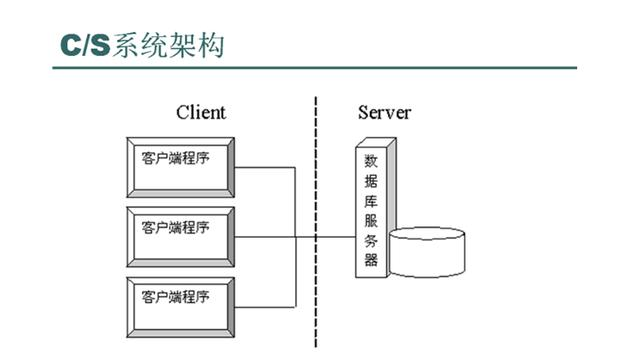 C/S系统架构
Client
Server
客户端程序
客户端程序
客户端程序
数据库服务器